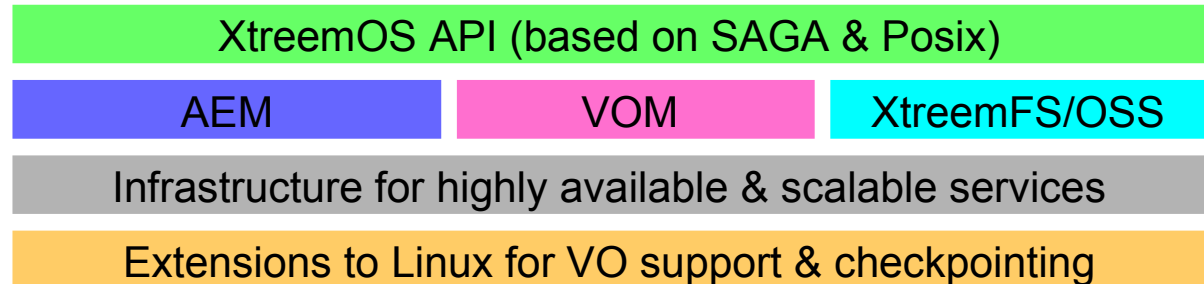 XtreemOS API (based on SAGA & Posix)
AEM VOM XtreemFS/OSS
Infrastructure for highly available & scalable services
Extensions to Linux for VO support & checkpointing